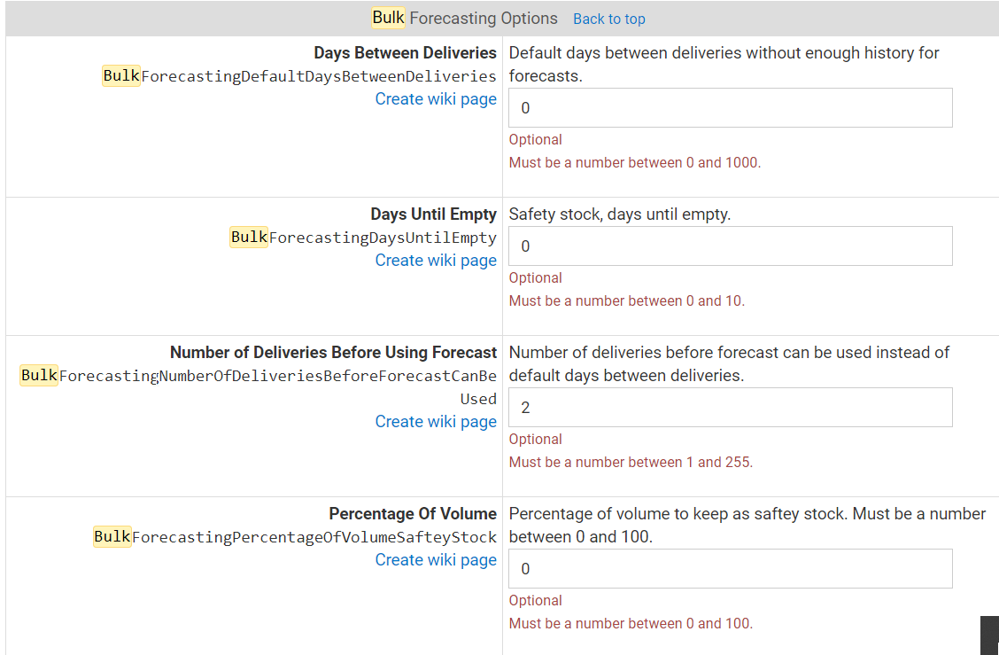 Bulk Forecasting Options Back to top
Days Between Deliveries
BulkForecastingDefaultDaysBetweenDeliveries
Create wiki page
Default days between deliveries without enough history for
forecasts.
0
Optional
Must be a number between 0 and 1000.
Days Until Empty
BulkForecastingDaysUntilEmpty
Create wiki page
Safety stock, days until empty.
0
Optional
Must be a number between 0 and 10.
Number of Deliveries Before Using Forecast
BulkForecastingNumberOfDeliveriesBeforeForecastCanBe
Used
Create wiki page
Number of deliveries before forecast can be used instead of
default days between deliveries.
2
Optional
Must be a number between 1 and 255.
Percentage Of Volume
BulkForecastingPercentageOfVolumeSafteyStock
Create wiki page
Percentage of volume to keep as saftey stock. Must be a number
between 0 and 100.
0
Optional
Must be a number between 0 and 100.